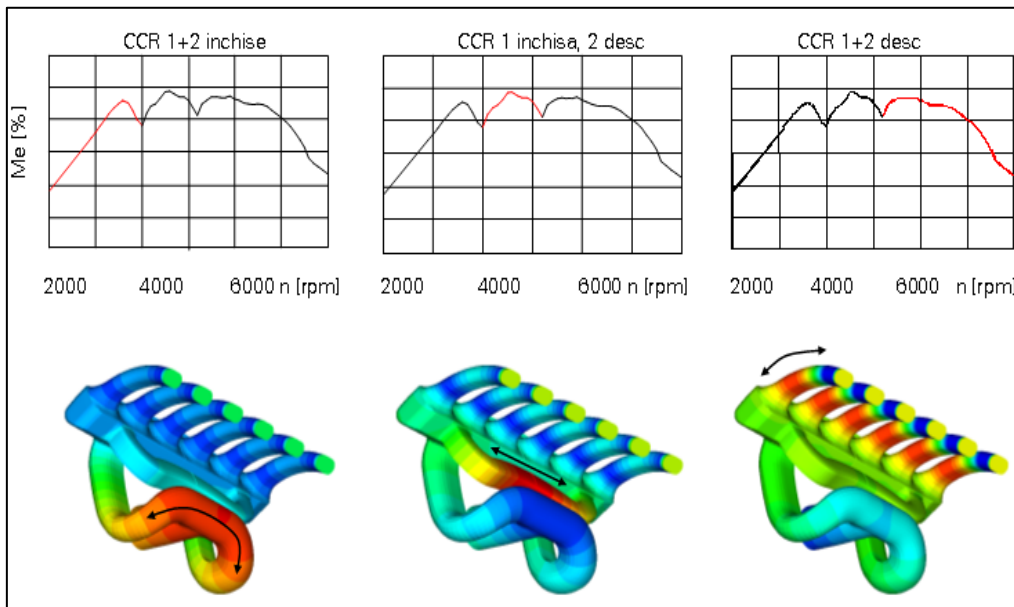 CCR 1+2 inchise
CCR 1 inchisa, 2 desc
CCR 1+2 desc
Me [%]
2000 4000 6000 n [rpm]
2000 4000 6000 n [rpm]
2000 4000 6000 n [rpm]